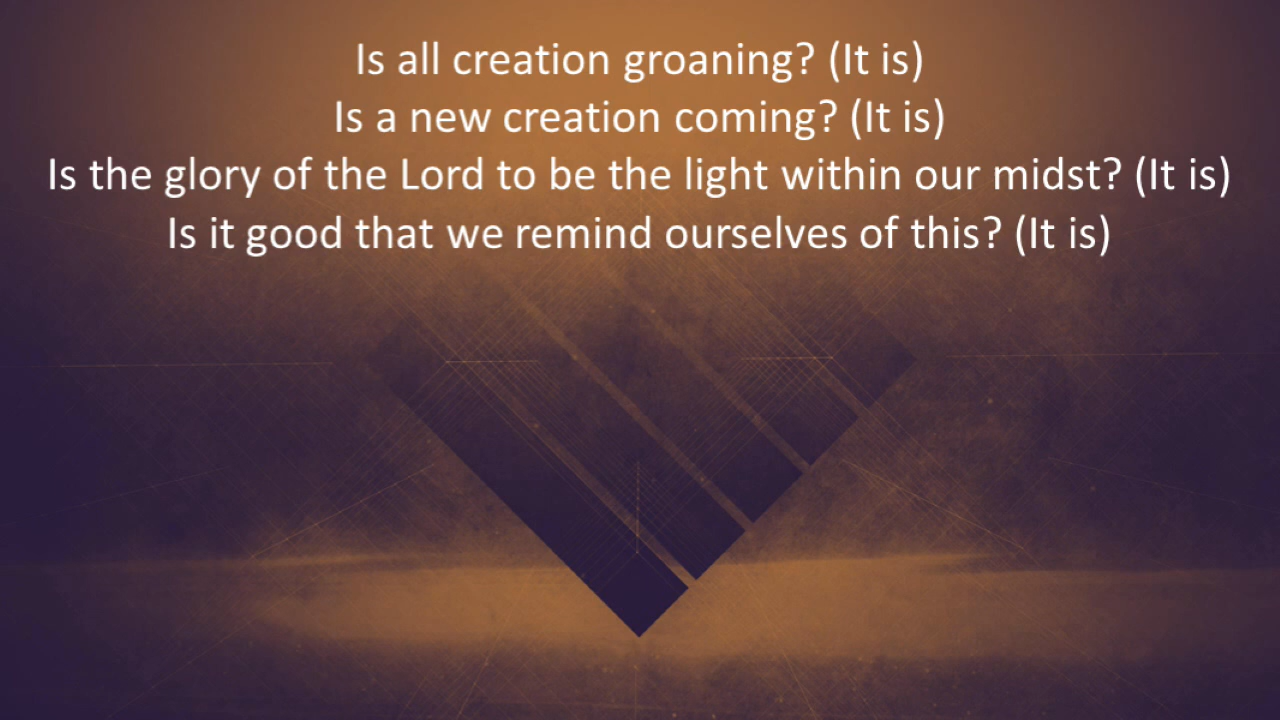 Is all creation groaning? (It is)
Is a new creation coming? (It is)
Is the glory of the Lord to be the light within our midst? (It is)
Is it good that we remind ourselves of this? (It is)